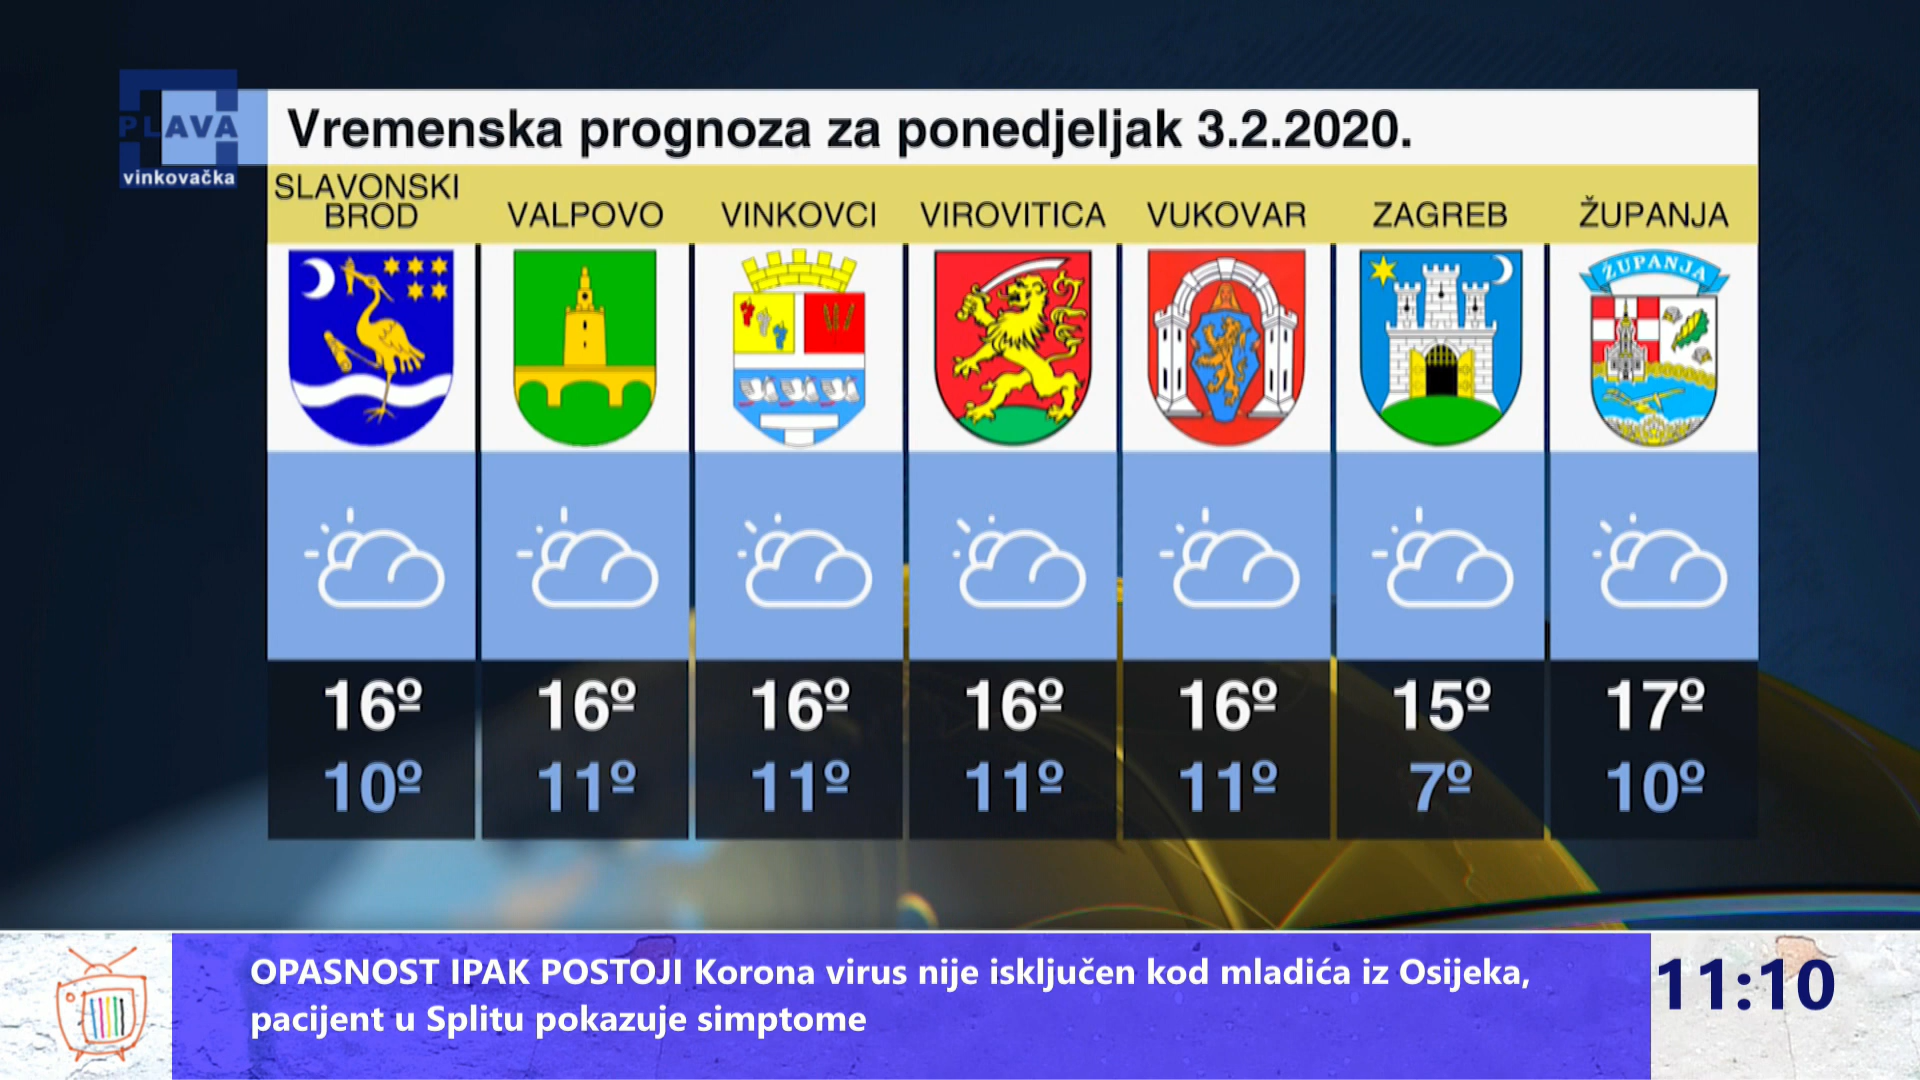 PLAVA
vinkovačka
Vremenska prognoza za ponedjeljak 3.2.2020.
SLAVONSKI
BROD
VALPOVO
VINKOVCI
VIROVITICA
VUKOVAR
ZAGREB
ŽUPANJA
ŽUPANJA
16º
16º
16º
16º
16º
15º
17º
10º
11º
11º
11º
11º
7º
10º
OPASNOST IPAK POSTOJI Korona virus nije isključen kod mladića iz Osijeka,
pacijent u Splitu pokazuje simptome
11:10